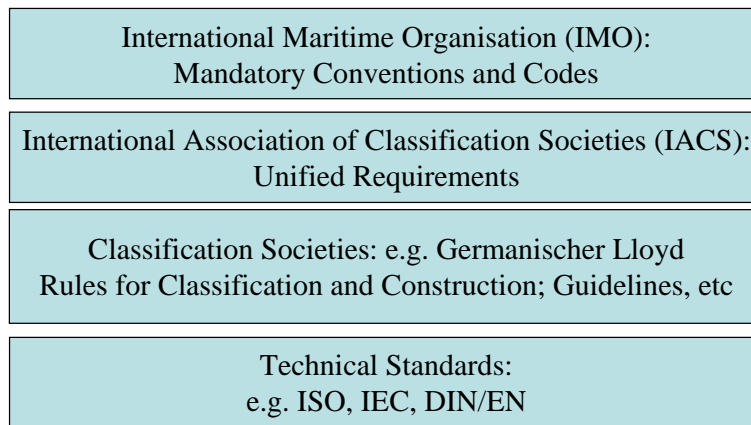 International Maritime Organisation (IMO):
Mandatory Conventions and Codes
International Association of Classification Societies (IACS):
Unified Requirements
Classification Societies: e.g. Germanischer Lloyd
Rules for Classification and Construction; Guidelines, etc
Technical Standards:
e.g. ISO, IEC, DIN/EN